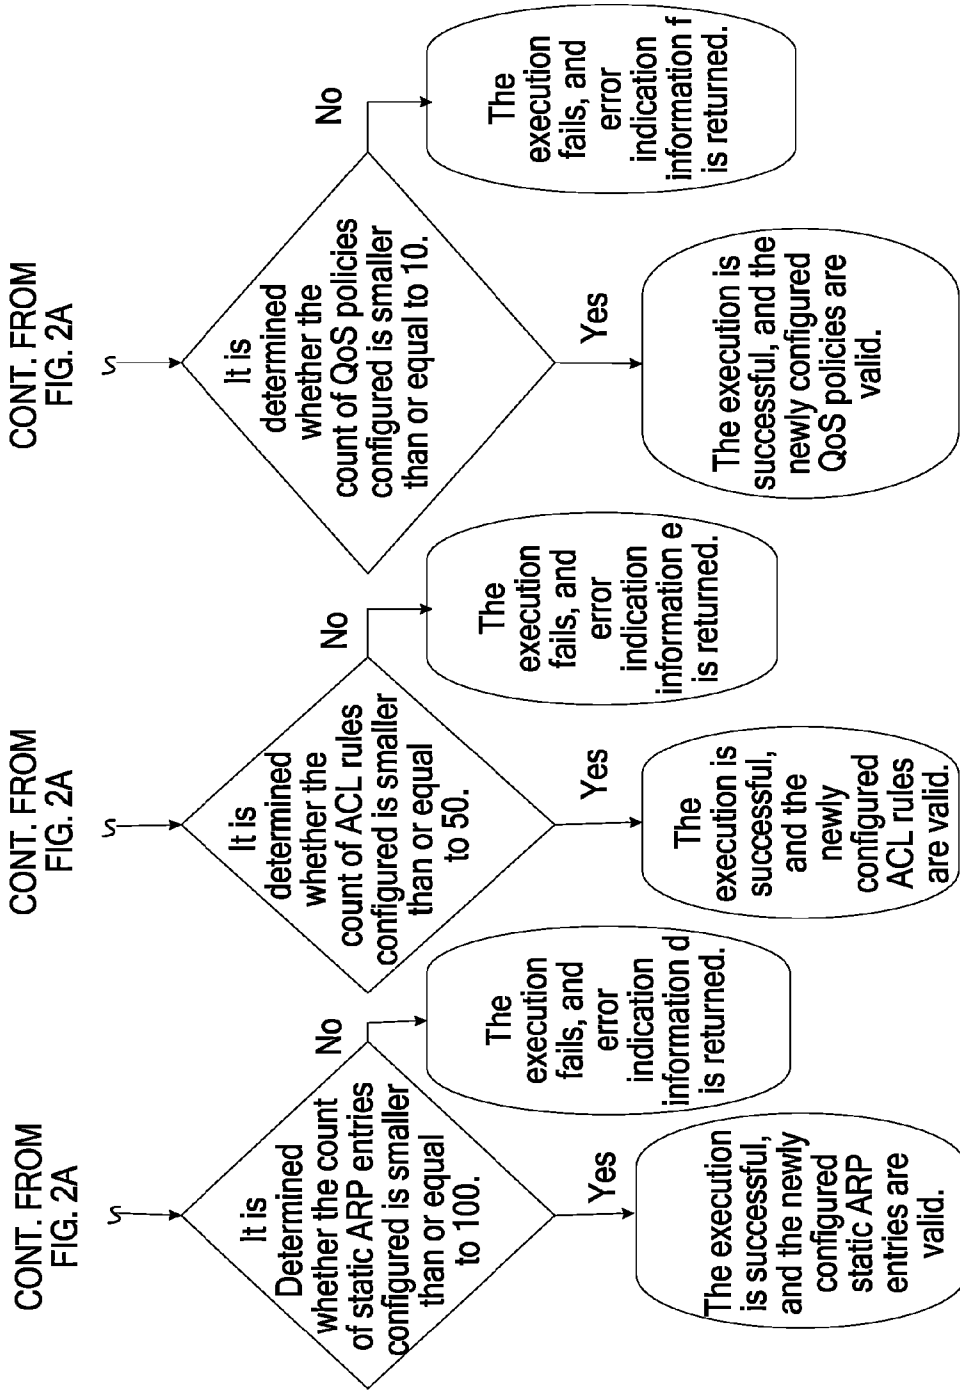 CONT. FROM
FIG. 2A
It is
Determined
whether the count
of static ARP entries
configured is smaller
than or equal
to 100.
No
The
execution
fails, and
error
indication
information d
is returned.
Yes
The execution
is successful,
and the newly
configured
static ARP
entries are
valid.
CONT. FROM
FIG. 2A
It is
determined
whether the
count of ACL rules
configured is smaller
than or equal
to 50.
No
The
execution
fails, and
error
indication
information e
is returned.
Yes
The
execution is
successful,
and the
newly
configured
ACL rules
are valid.
CONT. FROM
FIG. 2A
It is
determined
whether the
count of QoS policies
configured is smaller
than or equal to 10.
No
The
execution
fails, and
error
indication
information f
is returned.
Yes
The execution is
successful, and the
newly configured
QoS policies are
valid.